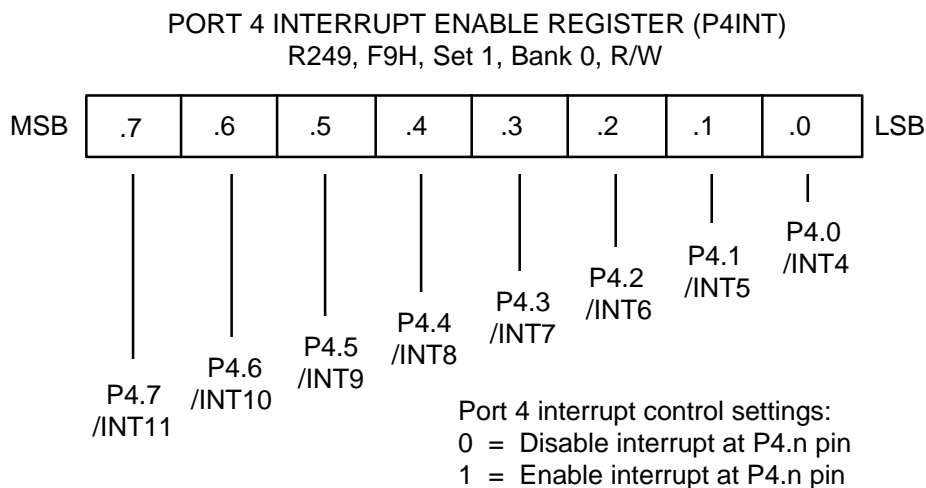 PORT 4 INTERRUPT ENABLE REGISTER (P4INT)
R249, F9H, Set 1, Bank 0, R/W
MSB .7 .6 .5 .4 .3 .2 .1 .0 LSB
P4.7
/INT11
P4.6
/INT10
P4.5
/INT9
P4.4
/INT8
P4.3
/INT7
P4.2
/INT6
P4.1
/INT5
P4.0
/INT4
Port 4 interrupt control settings:
0 = Disable interrupt at P4.n pin
1 = Enable interrupt at P4.n pin